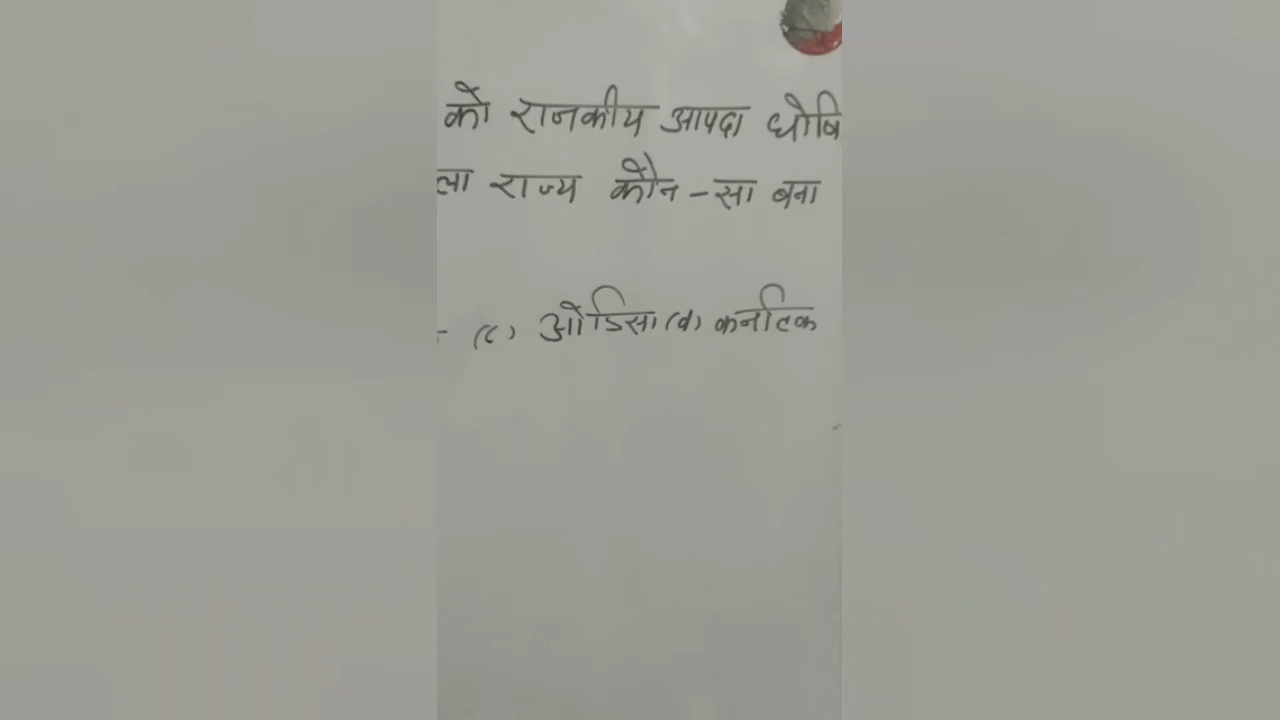 को राजकीय आपदा घोषि
ला राज्य कौन-सा बना
(c) ओडिसा (d) कर्नाटक